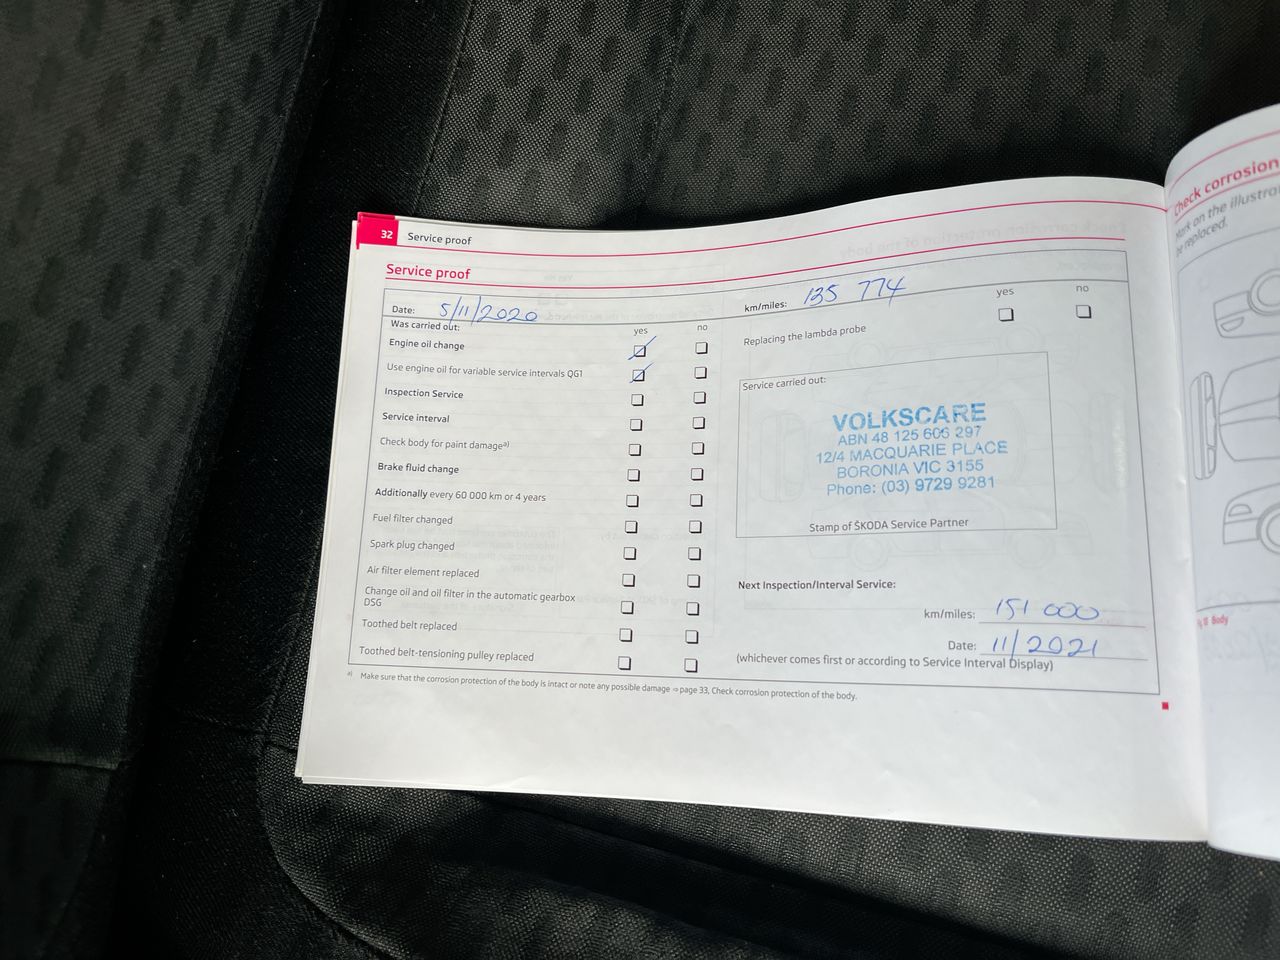 32 Service proof
Service proof
Date: 5/11/2020
km/miles: 135 774
Was carried out: yes no
Engine oil change
Use engine oil for variable service intervals QG1
Inspection Service
Service interval
Check body for paint damage a)
Brake fluid change
Additionally every 60 000 km or 4 years
Fuel filter changed
Spark plug changed
Air filter element replaced
Change oil and oil filter in the automatic gearbox
DSG
Toothed belt replaced
Toothed belt-tensioning pulley replaced
yes no
Replacing the lambda probe
Service carried out:
VOLKSCARE
ABN 48 125 606 297
12/4 MACQUARIE PLACE
BORONIA VIC 3155
Phone: (03) 9729 9281
Stamp of ŠKODA Service Partner
Next Inspection/Interval Service:
km/miles: 151 000
Date: 11/2021
(whichever comes first or according to Service Interval Display)
a) Make sure that the corrosion protection of the body is intact or note any possible damage ⇒ page 33, Check corrosion protection of the body.
Check corrosion
Mark on the illustra
be replaced.
Body